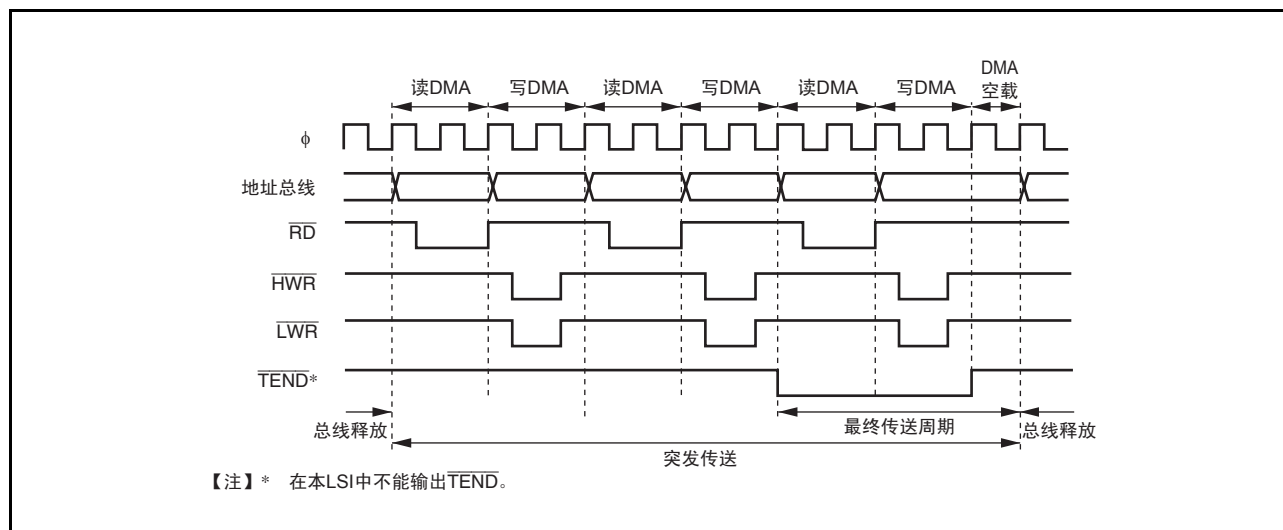 DMA
读DMA 写DMA 读DMA 写DMA 读DMA 写DMA 空载
φ
地址总线
RD
HWR
LWR
TEND*
总线释放 最终传送周期 总线释放
突发传送
【注】* 在本LSI中不能输出TEND。